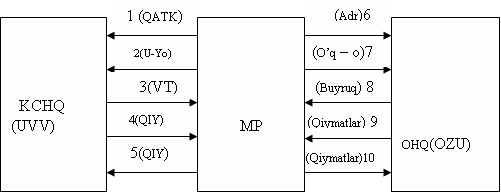 1 (QATK)
2(U-Yo)
3(VT)
4(QIY)
5(QIY)
KCHQ
(UVV)
MP
(Adr)6
(O’q – o)7
(Buyruq) 8
(Qiymatlar) 9
(Qiymatlar)10
OHQ(OZU)